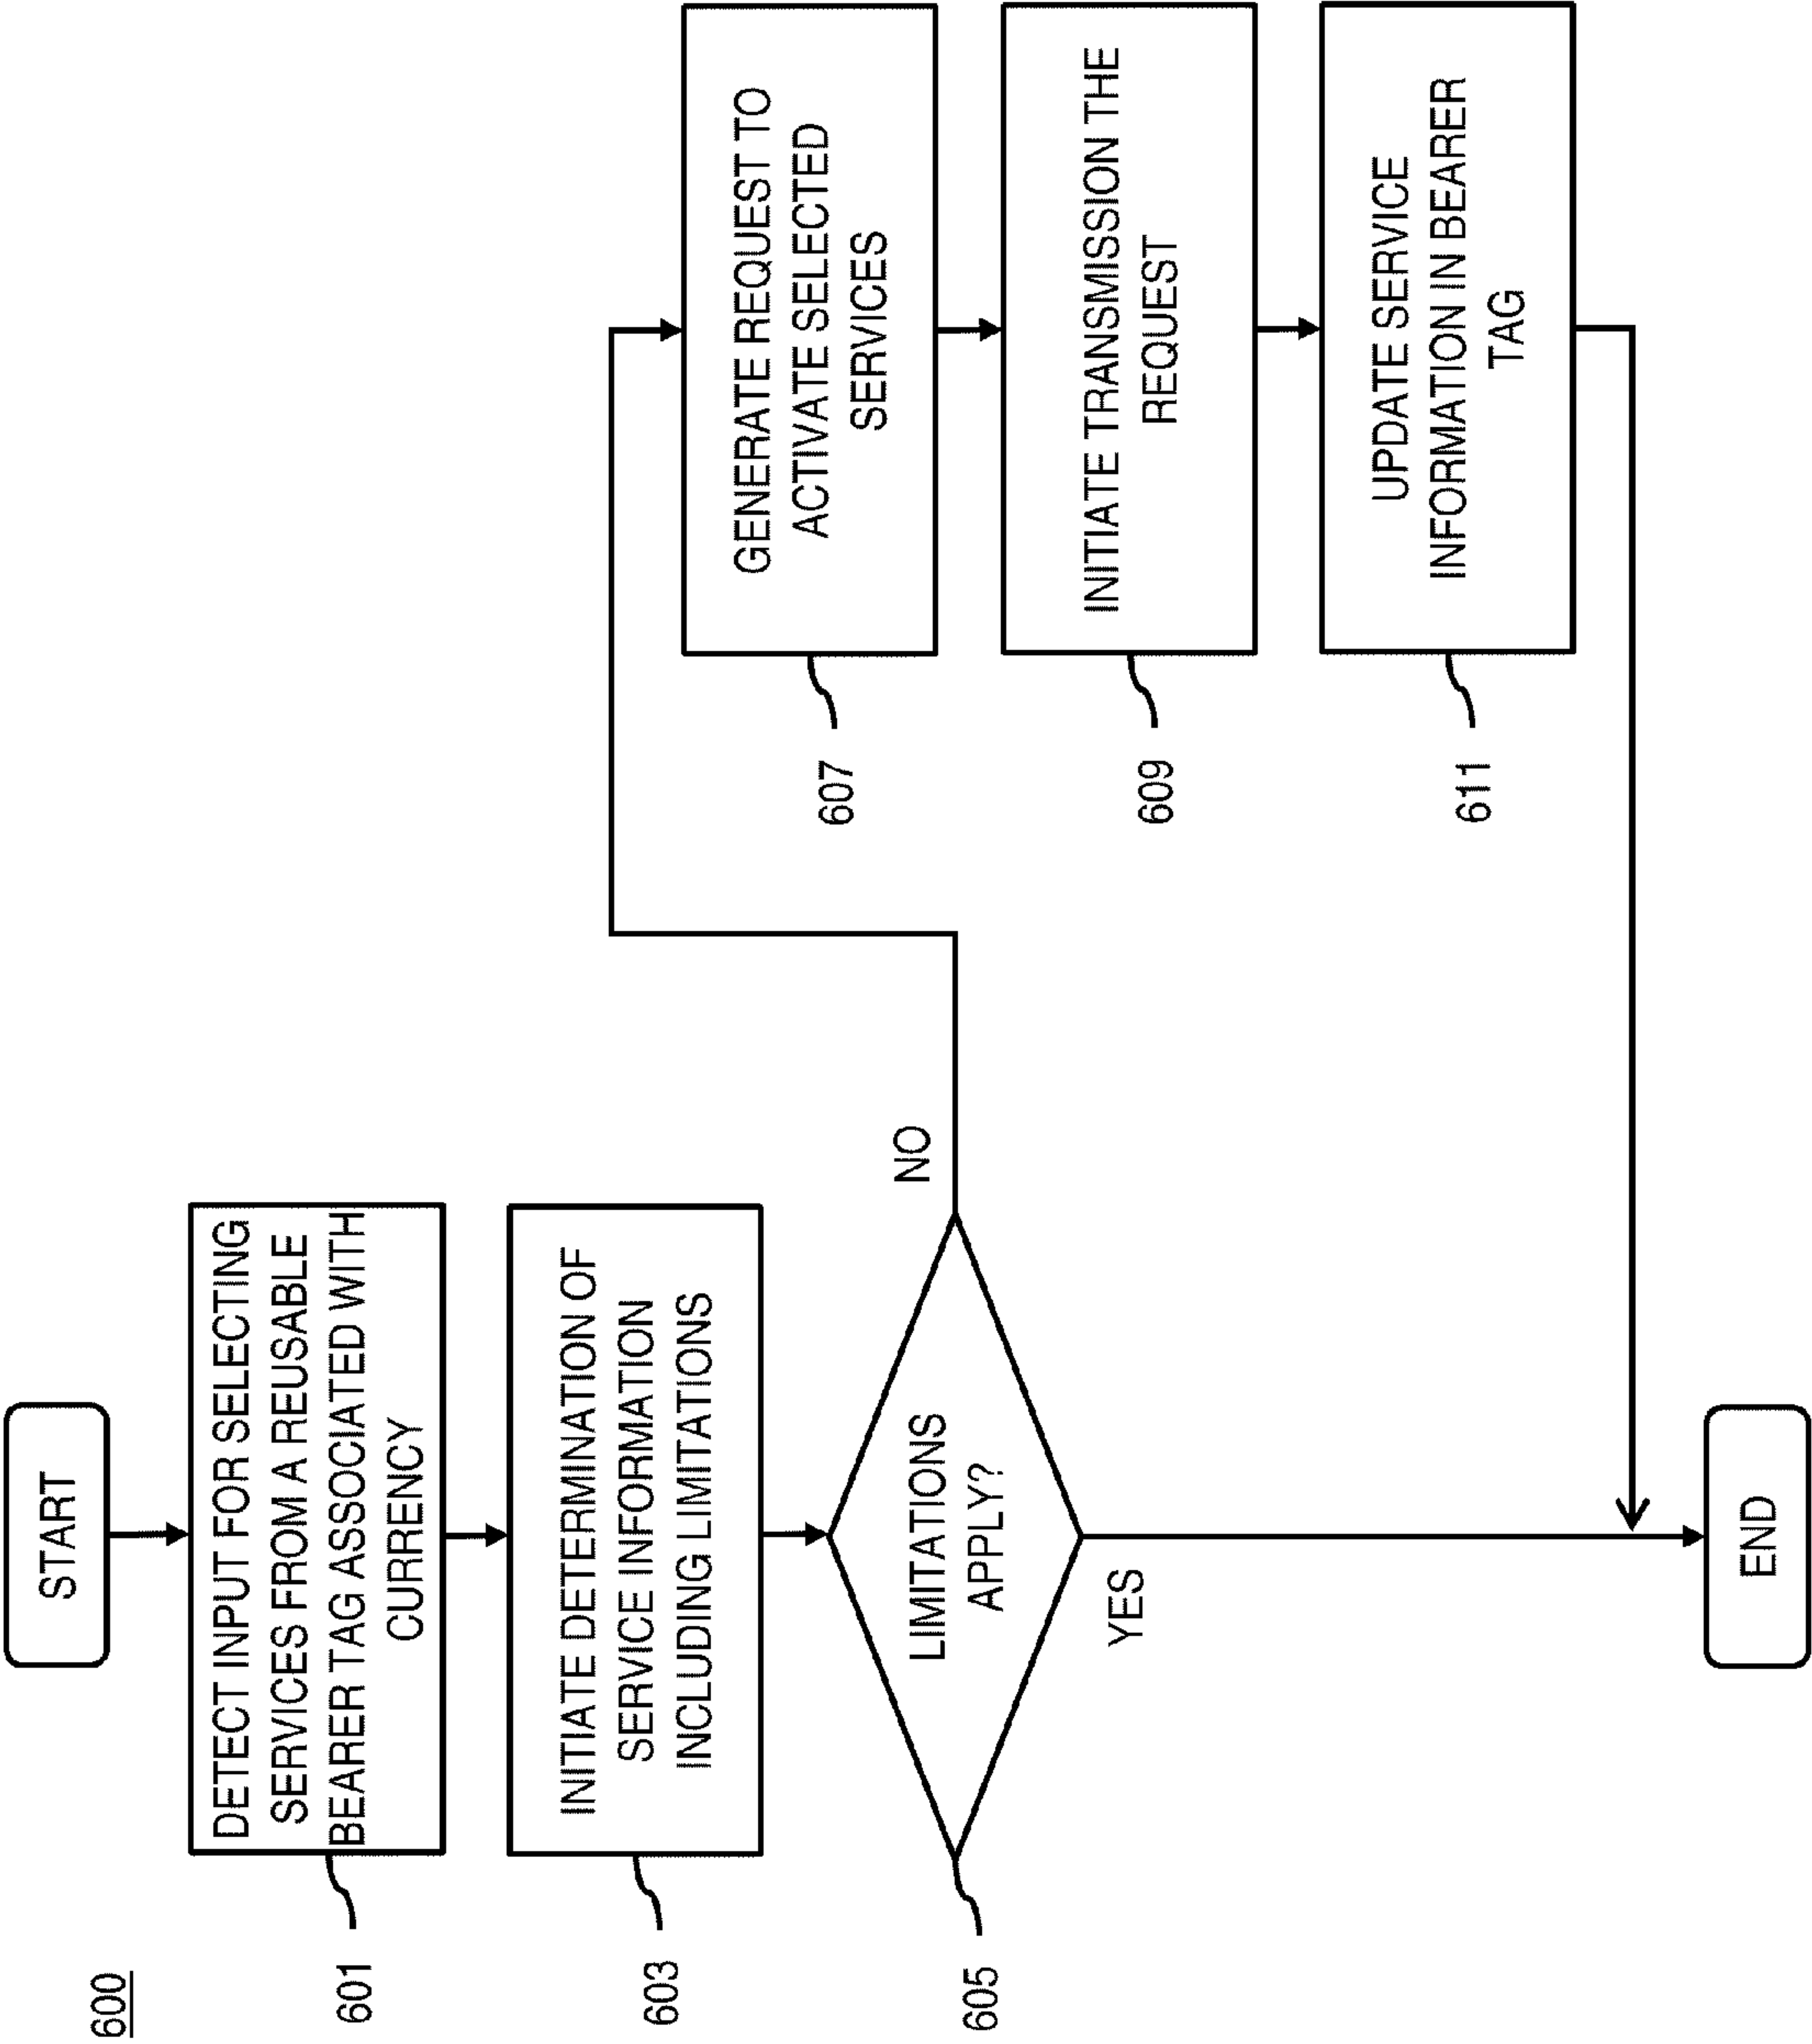 600
START
DETECT INPUT FOR SELECTING
SERVICES FROM A REUSABLE
BEARER TAG ASSOCIATED WITH
CURRENCY
601
INITIATE DETERMINATION OF
SERVICE INFORMATION
INCLUDING LIMITATIONS
603
LIMITATIONS
APPLY?
605
NO
YES
GENERATE REQUEST TO
ACTIVATE SELECTED
SERVICES
607
INITIATE TRANSMISSION THE
REQUEST
609
UPDATE SERVICE
INFORMATION IN BEARER
TAG
611
END